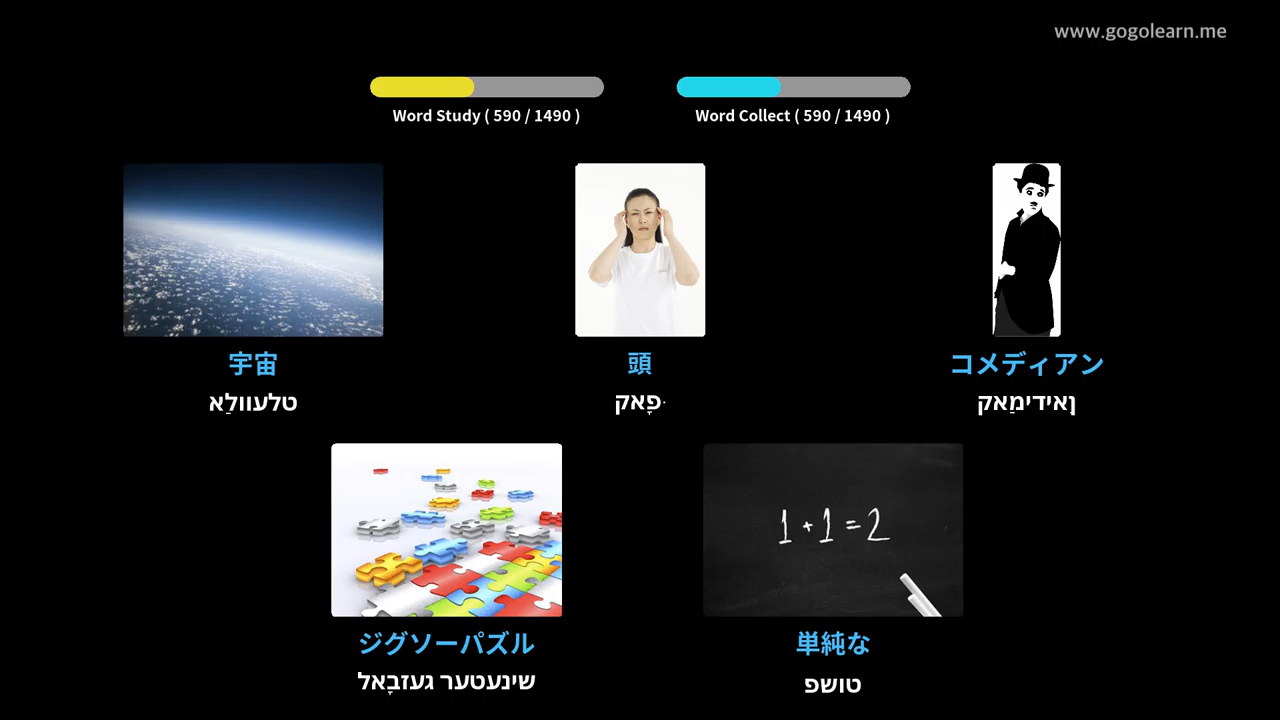 www.gogolearn.me
Word Study ( 590 / 1490 )
Word Collect ( 590 / 1490 )
宇宙
טלעוולַא
頭
ּפָאק
コメディアン
ןאידימַאק
ジグソーパズル
שינעטער געזבָאל
単純な
טושפ